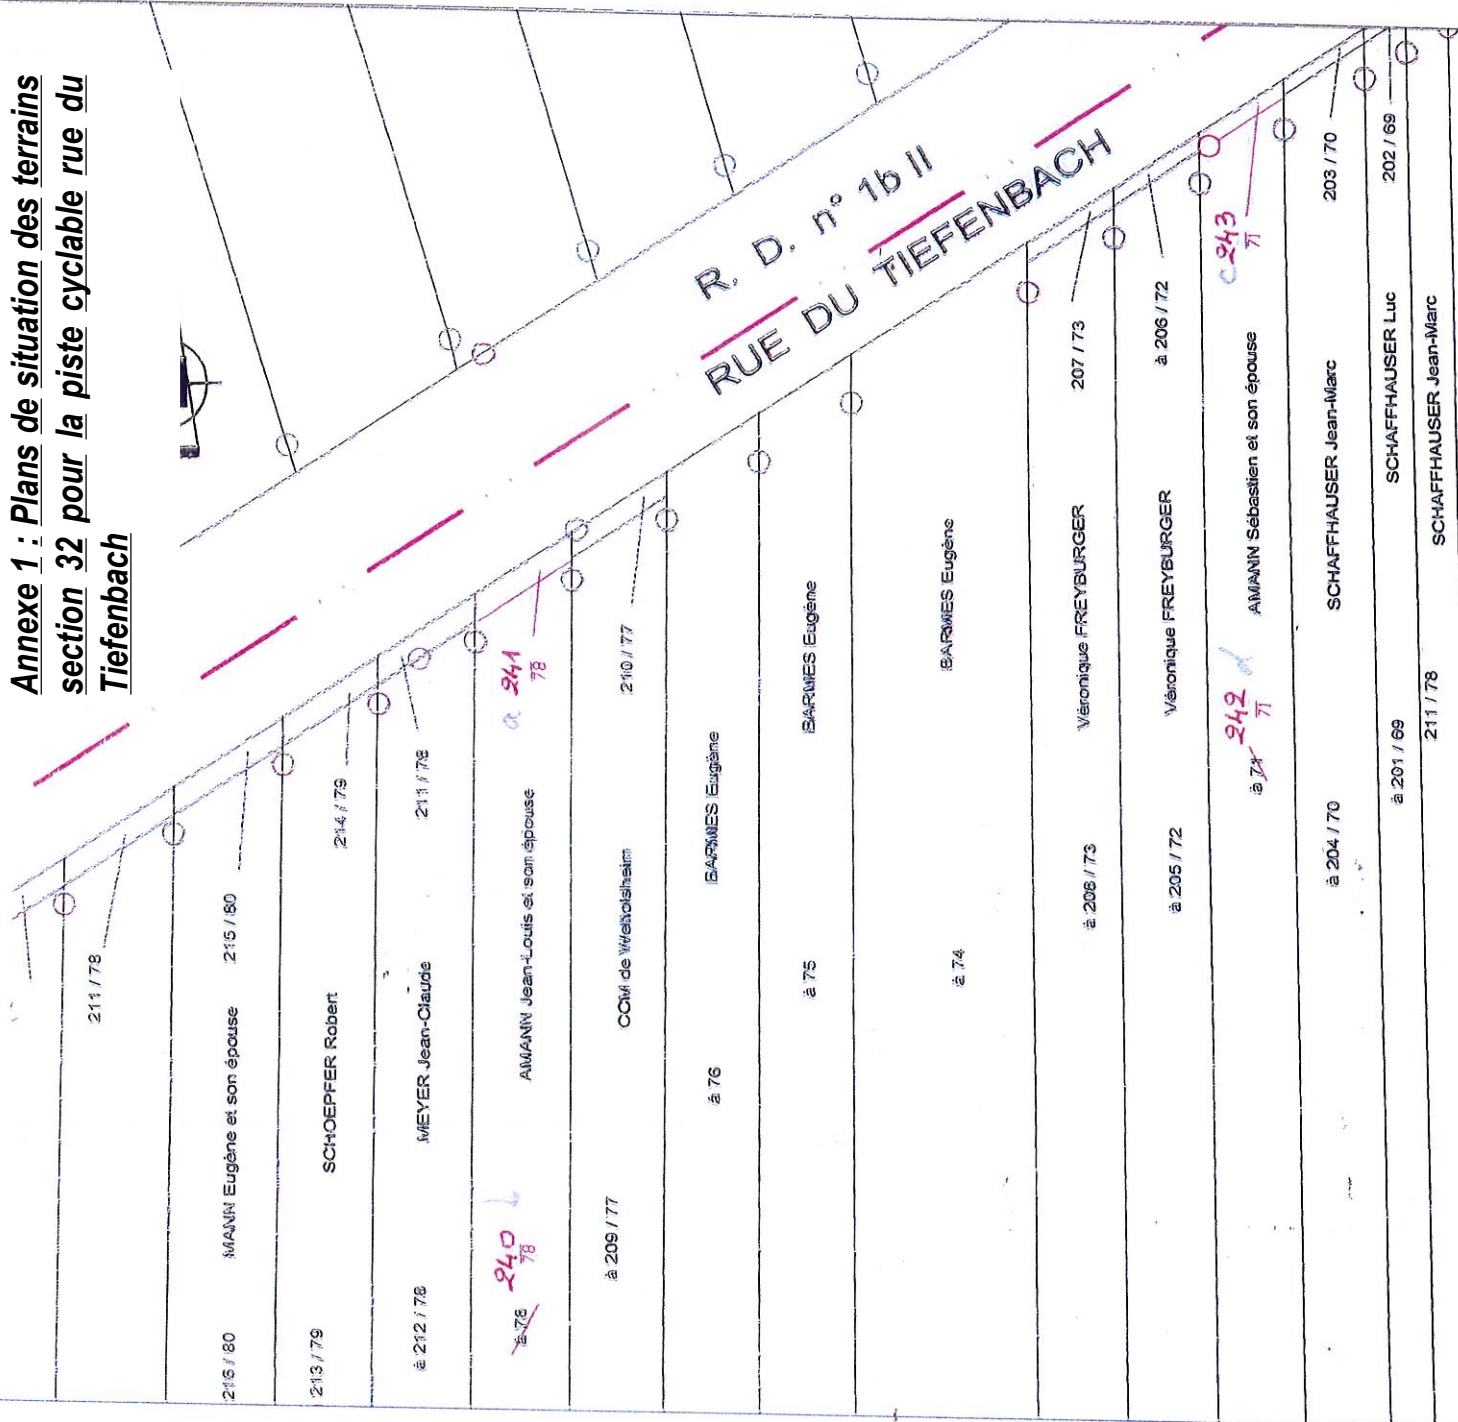 Annexe 1 : Plans de situation des terrains
section 32 pour la piste cyclable rue du
Tiefenbach
R. D. n° 1b II
RUE DU TIEFENBACH
211 / 78
216 / 80
MANN Eugène et son épouse
215 / 80
213 / 79
SCHOEPFER Robert
214 / 79
à 212 / 78
MEYER Jean-Claude
211 / 78
à 78
240
78
b
AMANN Jean-Louis et son épouse
a
241
78
à 209 / 77
CCM de Wettolsheim
210 / 77
à 76
BARMES Eugène
à 75
BARMES Eugène
à 74
BARMES Eugène
à 208 / 73
Véronique FREYBURGER
207 / 73
à 205 / 72
Véronique FREYBURGER
à 206 / 72
à 71
242
71
d
AMANN Sébastien et son épouse
c
243
71
à 204 / 70
SCHAFFHAUSER Jean-Marc
203 / 70
à 201 / 69
SCHAFFHAUSER Luc
202 / 69
211 / 78
SCHAFFHAUSER Jean-Marc